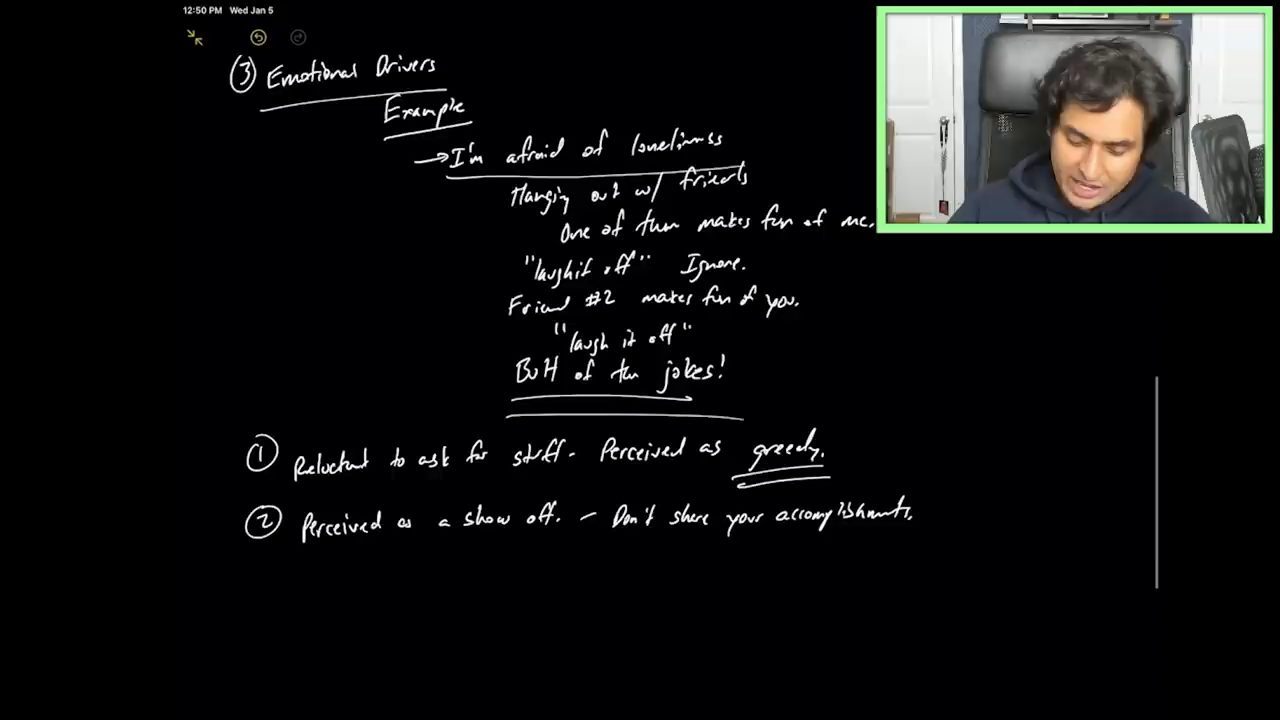 12:50 PM Wed Jan 5
③ Emotional Drivers
Example
→ I'm afraid of loneliness
Hanging out w/ friends
One of them makes fun of me.
"laugh it off" Ignore.
Friend #2 makes fun of you.
"laugh it off"
Butt of the jokes!
① Reluctant to ask for stuff. Perceived as greedy.
② Perceived as a show off. - Don't share your accomplishments.